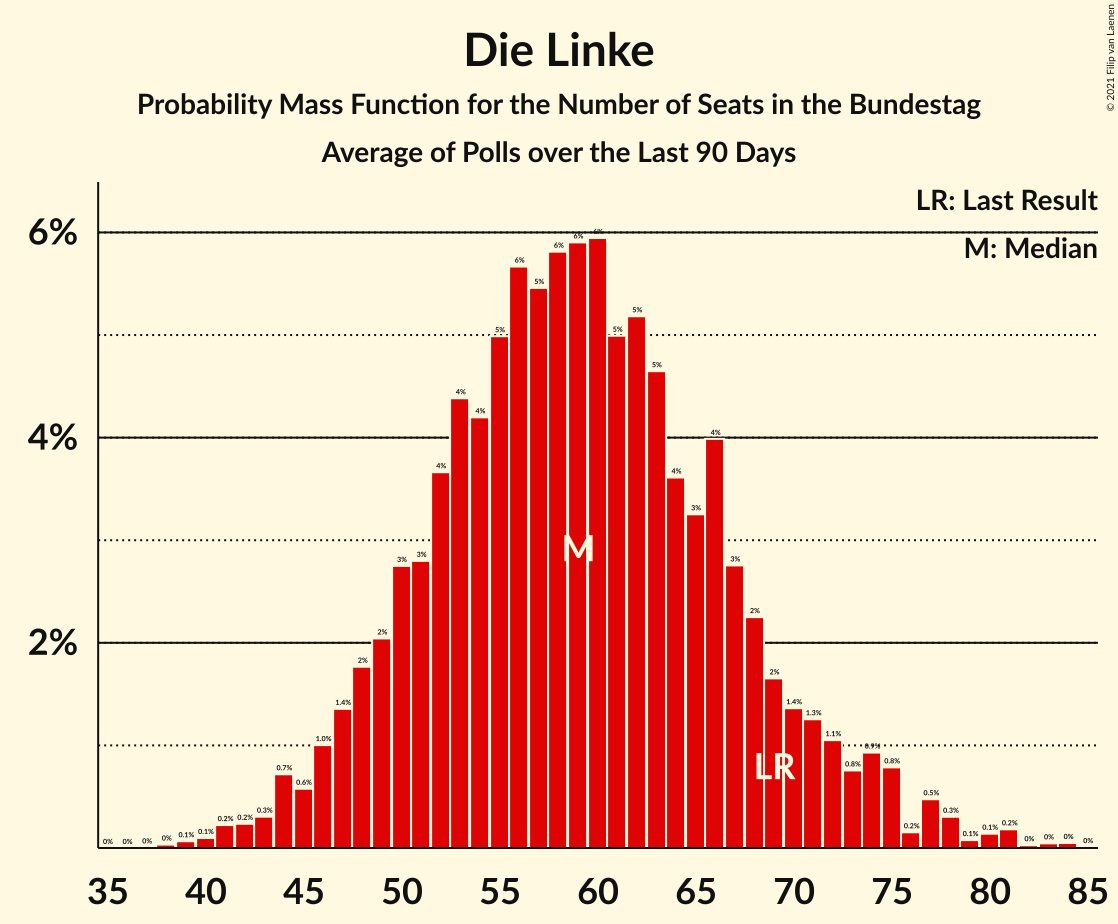 Die Linke
Probability Mass Function for the Number of Seats in the Bundestag
Average of Polls over the Last 90 Days
© 2021 Filip van Laenen
LR: Last Result
M: Median
6%
4%
2%
0% 0% 0% 0% 0.1% 0.1% 0.2% 0.2% 0.3% 0.7% 0.6% 1.0% 1.4% 2% 2% 3% 3% 4% 4% 4% 5% 6% 5% 6% 6% 6% 5% 5% 5% 4% 3% 4% 3% 2% 2% 1.4% 1.3% 1.1% 0.8% 0.9% 0.8% 0.2% 0.5% 0.3% 0.1% 0.1% 0.2% 0% 0% 0% 0%
M
LR
35 40 45 50 55 60 65 70 75 80 85